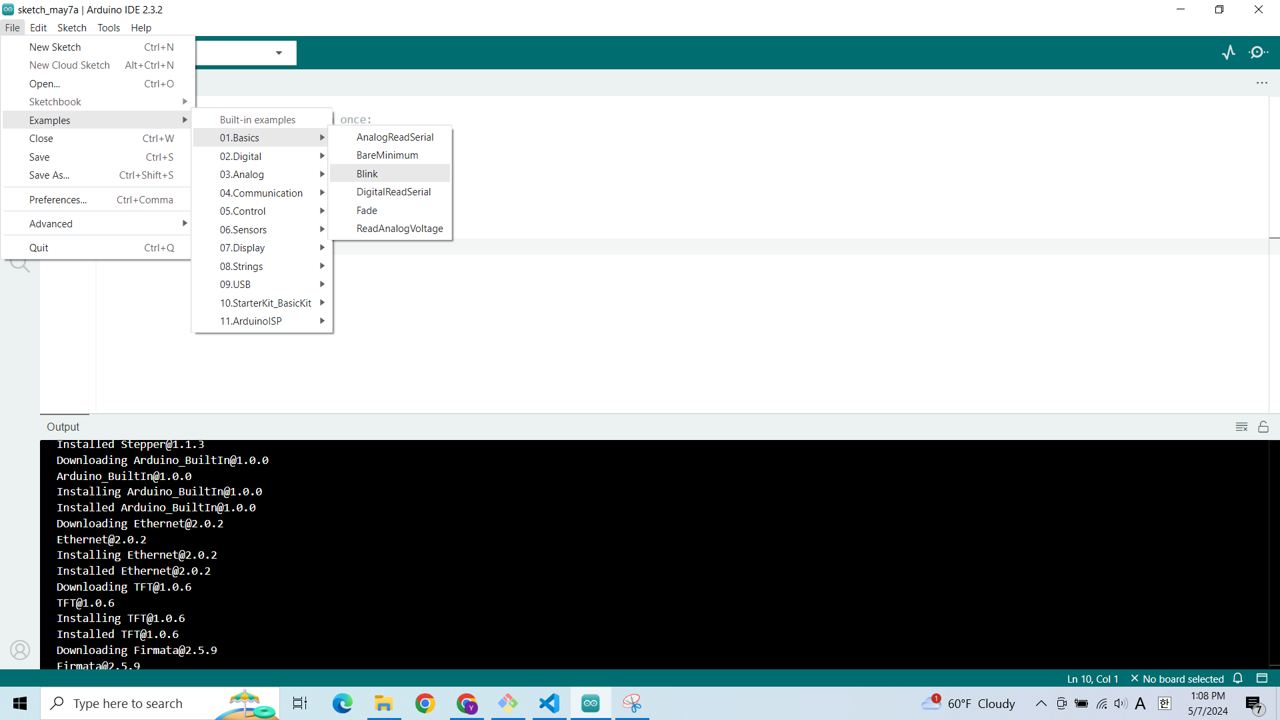 sketch_may7a | Arduino IDE 2.3.2
File Edit Sketch Tools Help
New Sketch Ctrl+N
New Cloud Sketch Alt+Ctrl+N
Open... Ctrl+O
Sketchbook
Examples
Close Ctrl+W
Save Ctrl+S
Save As... Ctrl+Shift+S
Preferences... Ctrl+Comma
Advanced
Quit Ctrl+Q
Built-in examples
01.Basics
02.Digital
03.Analog
04.Communication
05.Control
06.Sensors
07.Display
08.Strings
09.USB
10.StarterKit_BasicKit
11.ArduinoISP
AnalogReadSerial
BareMinimum
Blink
DigitalReadSerial
Fade
ReadAnalogVoltage
once:
Output
Installed Stepper@1.1.3
Downloading Arduino_BuiltIn@1.0.0
Arduino_BuiltIn@1.0.0
Installing Arduino_BuiltIn@1.0.0
Installed Arduino_BuiltIn@1.0.0
Downloading Ethernet@2.0.2
Ethernet@2.0.2
Installing Ethernet@2.0.2
Installed Ethernet@2.0.2
Downloading TFT@1.0.6
TFT@1.0.6
Installing TFT@1.0.6
Installed TFT@1.0.6
Downloading Firmata@2.5.9
Firmata@2.5.9
Ln 10, Col 1 × No board selected
Type here to search
Y
1
60°F Cloudy
A
한
1:08 PM
5/7/2024
7